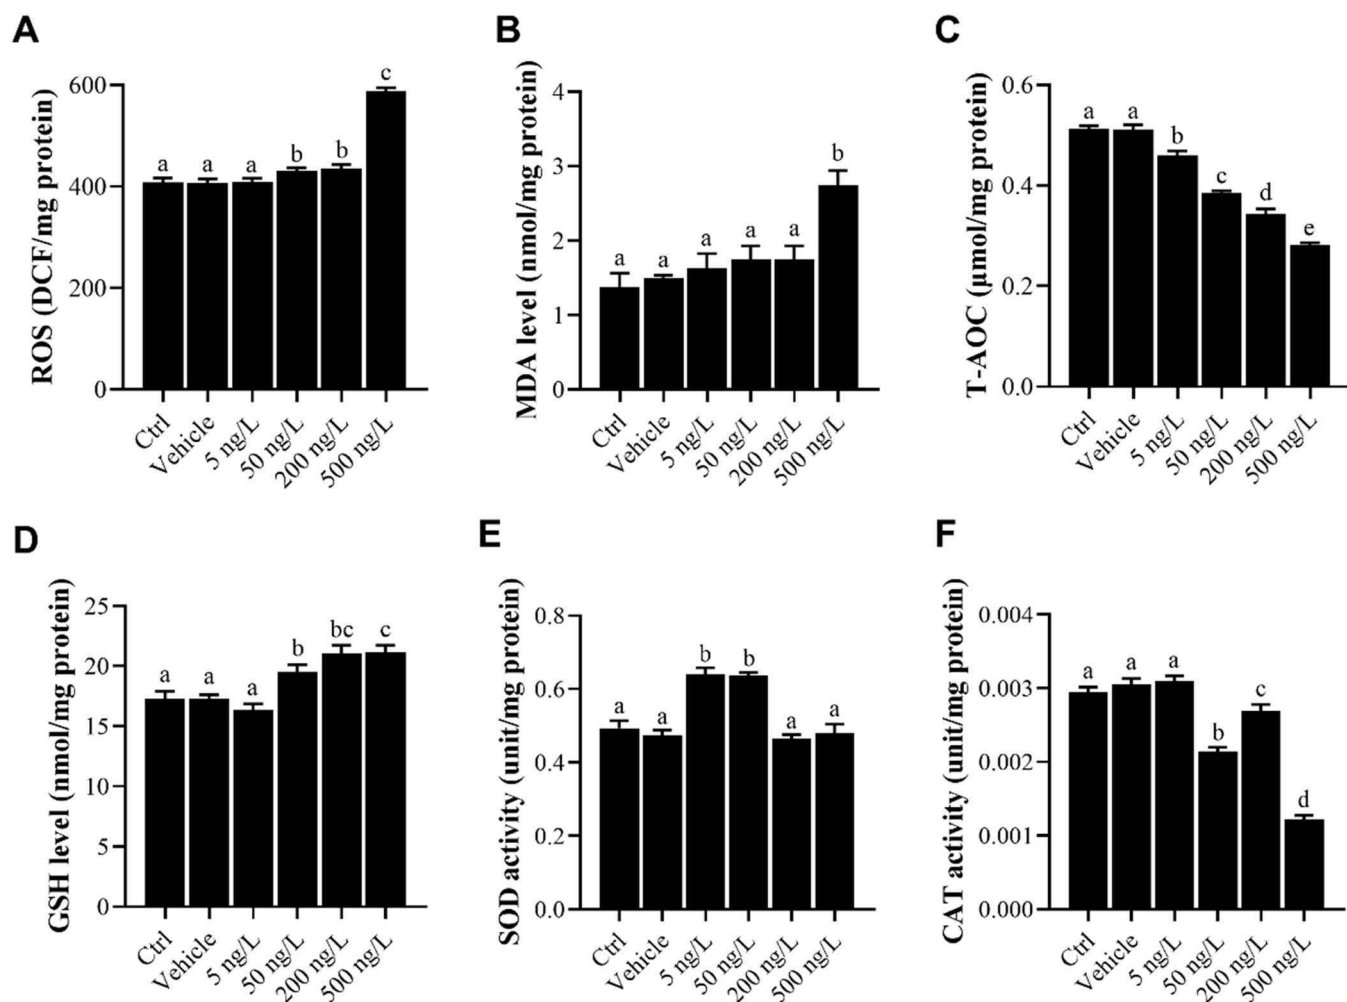 A
ROS (DCF/mg protein)
600
400
200
0
a
a
a
b
b
c
Ctrl
Vehicle
5 ng/L
50 ng/L
200 ng/L
500 ng/L
B
MDA level (nmol/mg protein)
4
3
2
1
0
a
a
a
a
a
b
Ctrl
Vehicle
5 ng/L
50 ng/L
200 ng/L
500 ng/L
C
T-AOC (μmol/mg protein)
0.6
0.4
0.2
0.0
a
a
b
c
d
e
Ctrl
Vehicle
5 ng/L
50 ng/L
200 ng/L
500 ng/L
D
GSH level (nmol/mg protein)
25
20
15
10
5
0
a
a
a
b
bc
c
Ctrl
Vehicle
5 ng/L
50 ng/L
200 ng/L
500 ng/L
E
SOD activity (unit/mg protein)
0.8
0.6
0.4
0.2
0.0
a
a
b
b
a
a
Ctrl
Vehicle
5 ng/L
50 ng/L
200 ng/L
500 ng/L
F
CAT activity (unit/mg protein)
0.004
0.003
0.002
0.001
0.000
a
a
a
b
c
d
Ctrl
Vehicle
5 ng/L
50 ng/L
200 ng/L
500 ng/L